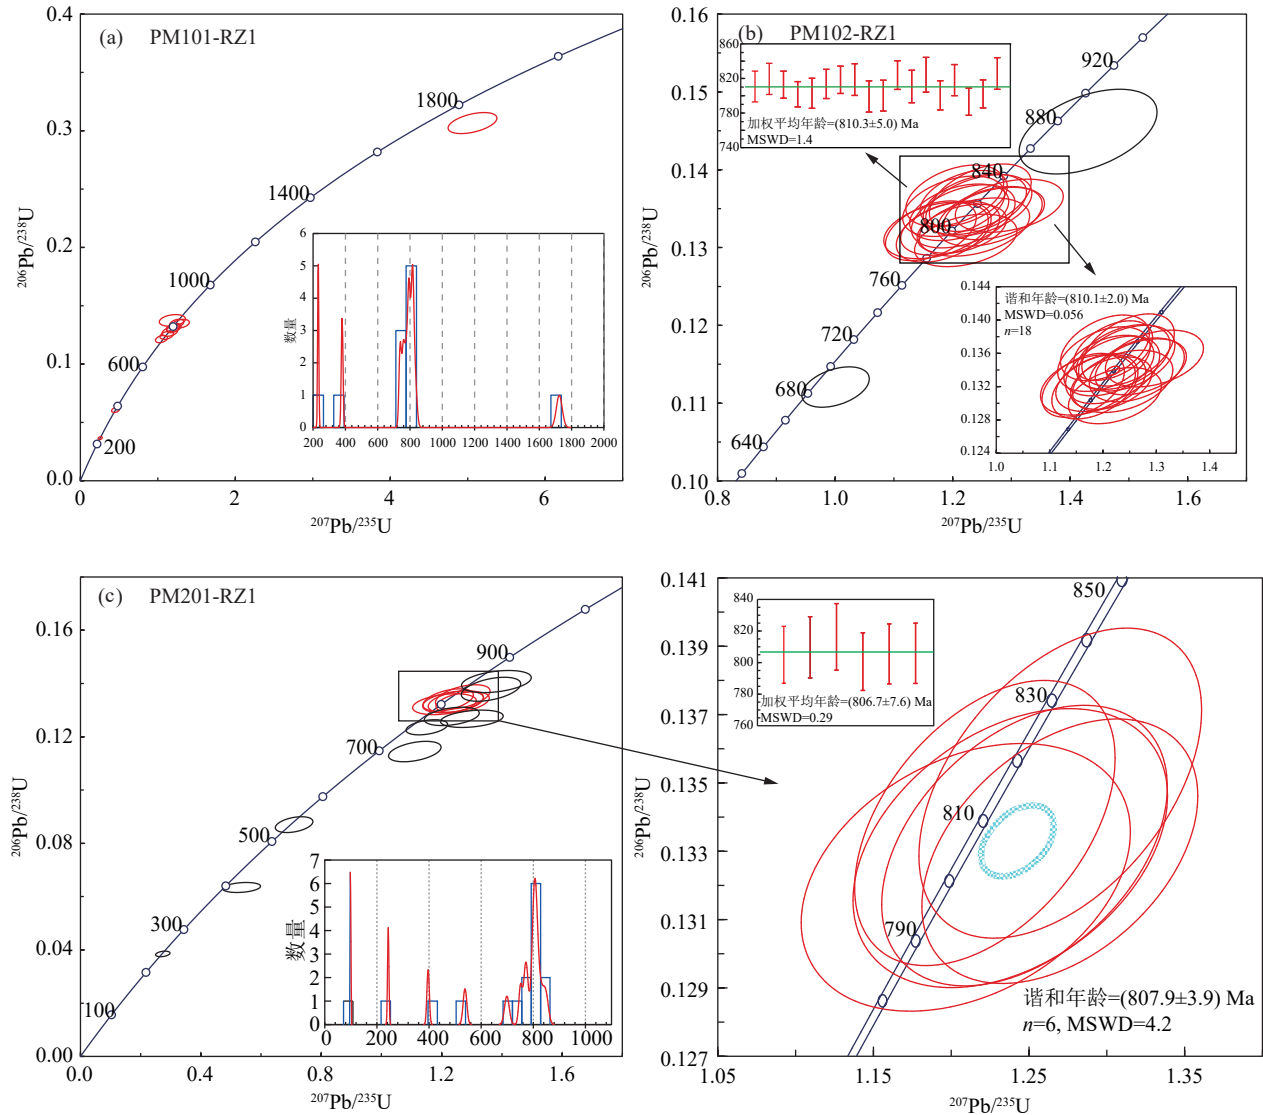 (a) PM101-RZ1
0.4
0.3
0.2
0.1
0.0
206Pb/238U
1800
1400
1000
600
200
6
5
4
3
2
1
0
数量
200 400 600 800 1000 1200 1400 1600 1800 2000
0 2 4 6
207Pb/235U
(b) PM102-RZ1
0.16
0.15
0.14
0.13
0.12
0.11
0.10
206Pb/238U
860
820
780
740
加权平均年龄=(810.3±5.0) Ma
MSWD=1.4
920
880
840
800
760
720
680
640
0.144
0.140
0.136
0.132
0.128
0.124
谐和年龄=(810.1±2.0) Ma
MSWD=0.056
n=18
1.0 1.1 1.2 1.3 1.4
0.8 1.0 1.2 1.4 1.6
207Pb/235U
(c) PM201-RZ1
0.16
0.12
0.08
0.04
0.00
206Pb/238U
900
700
500
300
100
7
6
5
4
3
2
1
0
数量
0 200 400 600 800 1000
0.0 0.4 0.8 1.2 1.6
207Pb/235U
0.141
0.139
0.137
0.135
0.133
0.131
0.129
0.127
206Pb/238U
840
820
800
780
760
加权平均年龄=(806.7±7.6) Ma
MSWD=0.29
850
830
810
790
谐和年龄=(807.9±3.9) Ma
n=6, MSWD=4.2
1.05 1.15 1.25 1.35
207Pb/235U